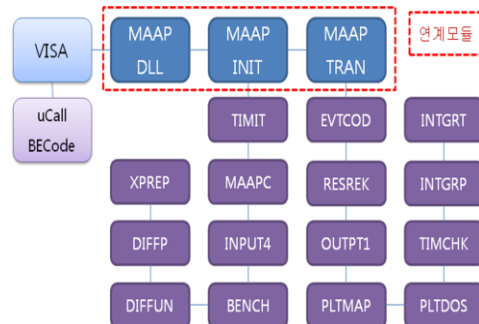 VISA
MAAP
DLL
MAAP
INIT
MAAP
TRAN
연계모듈
uCall
BECode
TIMIT
EVTCOD
INTGRT
XPREP
MAAPC
RESREK
INTGRP
DIFFP
INPUT4
OUTPT1
TIMCHK
DIFFUN
BENCH
PLTMAP
PLTDOS